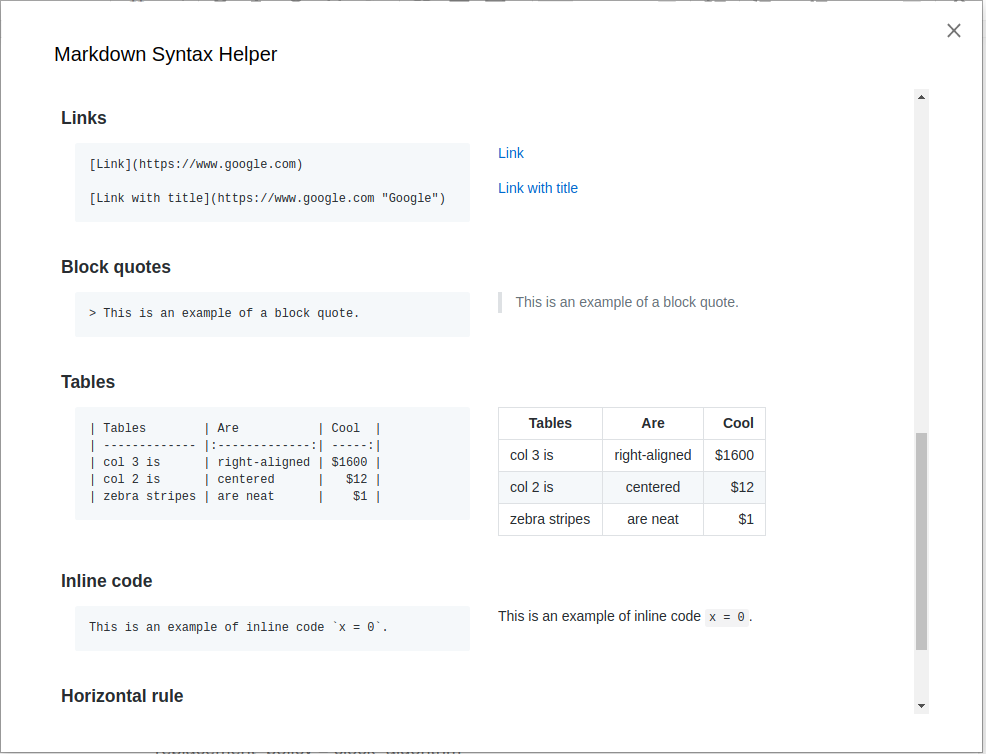 Markdown Syntax Helper
Links
[Link](https://www.google.com)
[Link with title](https://www.google.com "Google")
Link
Link with title
Block quotes
> This is an example of a block quote.
This is an example of a block quote.
Tables
| Tables        | Are           | Cool  |
| ------------- |:-------------:| -----:|
| col 3 is      | right-aligned | $1600 |
| col 2 is      | centered      |   $12 |
| zebra stripes | are neat      |    $1 |
Tables Are Cool
col 3 is right-aligned $1600
col 2 is centered $12
zebra stripes are neat $1
Inline code
This is an example of inline code `x = 0`.
This is an example of inline code x = 0.
Horizontal rule